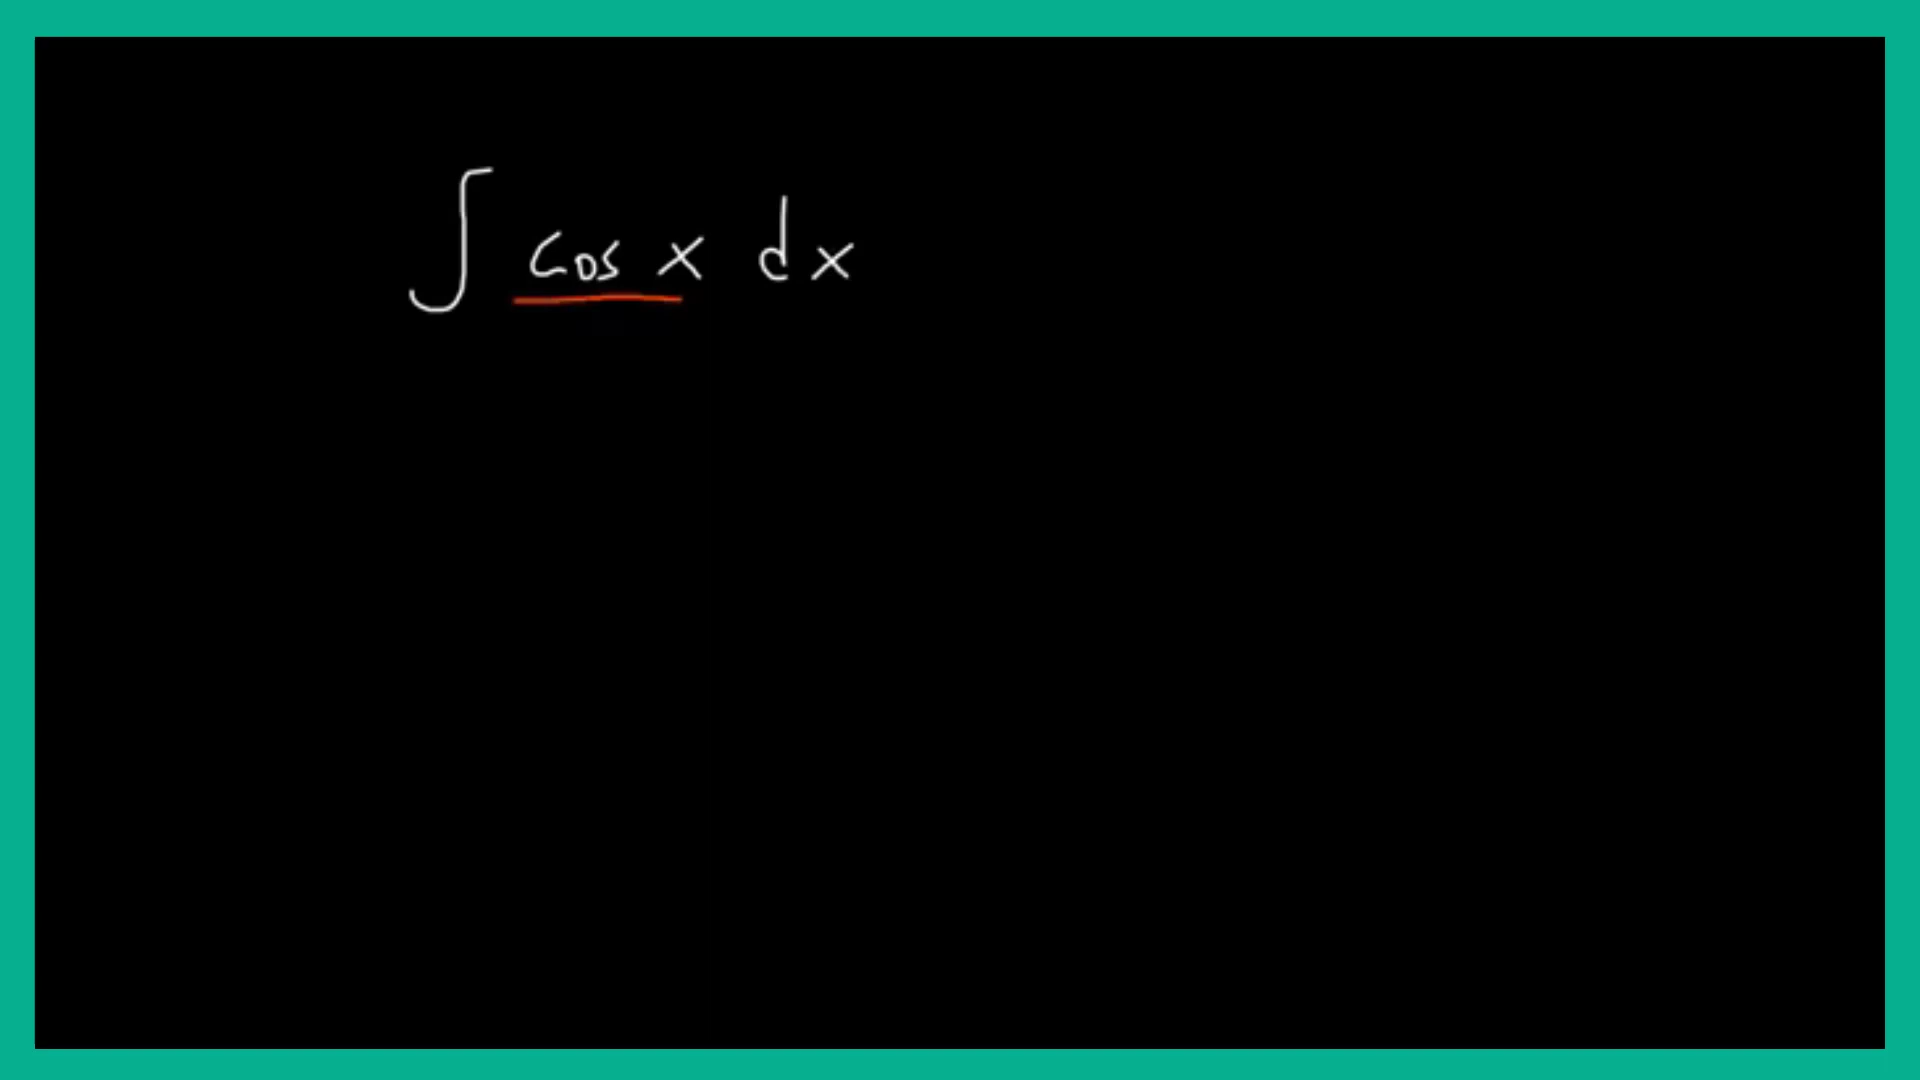 ∫ cos x dx